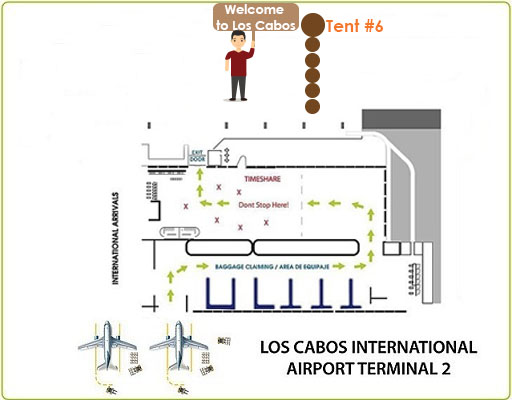 Welcome
to Los Cabos
Tent #6
EXIT
DOOR
TIMESHARE
Dont Stop Here!
INTERNATIONAL ARRIVALS
BAGGAGE CLAIMING / AREA DE EQUIPAJE
LOS CABOS INTERNATIONAL
AIRPORT TERMINAL 2